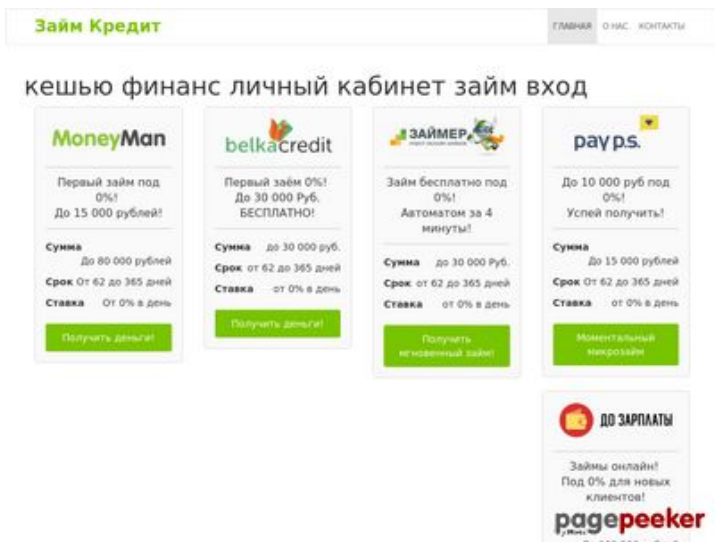 Займ Кредит
ГЛАВНАЯ О НАС КОНТАКТЫ
кешью финанс личный кабинет займ вход
MoneyMan
Первый займ под
0%!
До 15 000 рублей!
Сумма
До 80 000 рублей
Срок От 62 до 365 дней
Ставка От 0% в день
Получить деньги!
belkacredit
Первый заём 0%!
До 30 000 Руб.
БЕСПЛАТНО!
Сумма до 30 000 руб.
Срок от 62 до 365 дней
Ставка от 0% в день
Получить деньги!
ЗАЙМЕР
Займ бесплатно под
0%!
Автоматом за 4
минуты!
Сумма до 30 000 Руб.
Срок от 62 до 365 дней
Ставка от 0% в день
Получить
мгновенный займ!
pay p.s.
До 10 000 руб под
0%!
Успей получить!
Сумма
До 15 000 рублей
Срок От 62 до 365 дней
Ставка от 0% в день
Моментальный
микрозайм
ДО ЗАРПЛАТЫ
Займы онлайн!
Под 0% для новых
клиентов!
pagepeeker